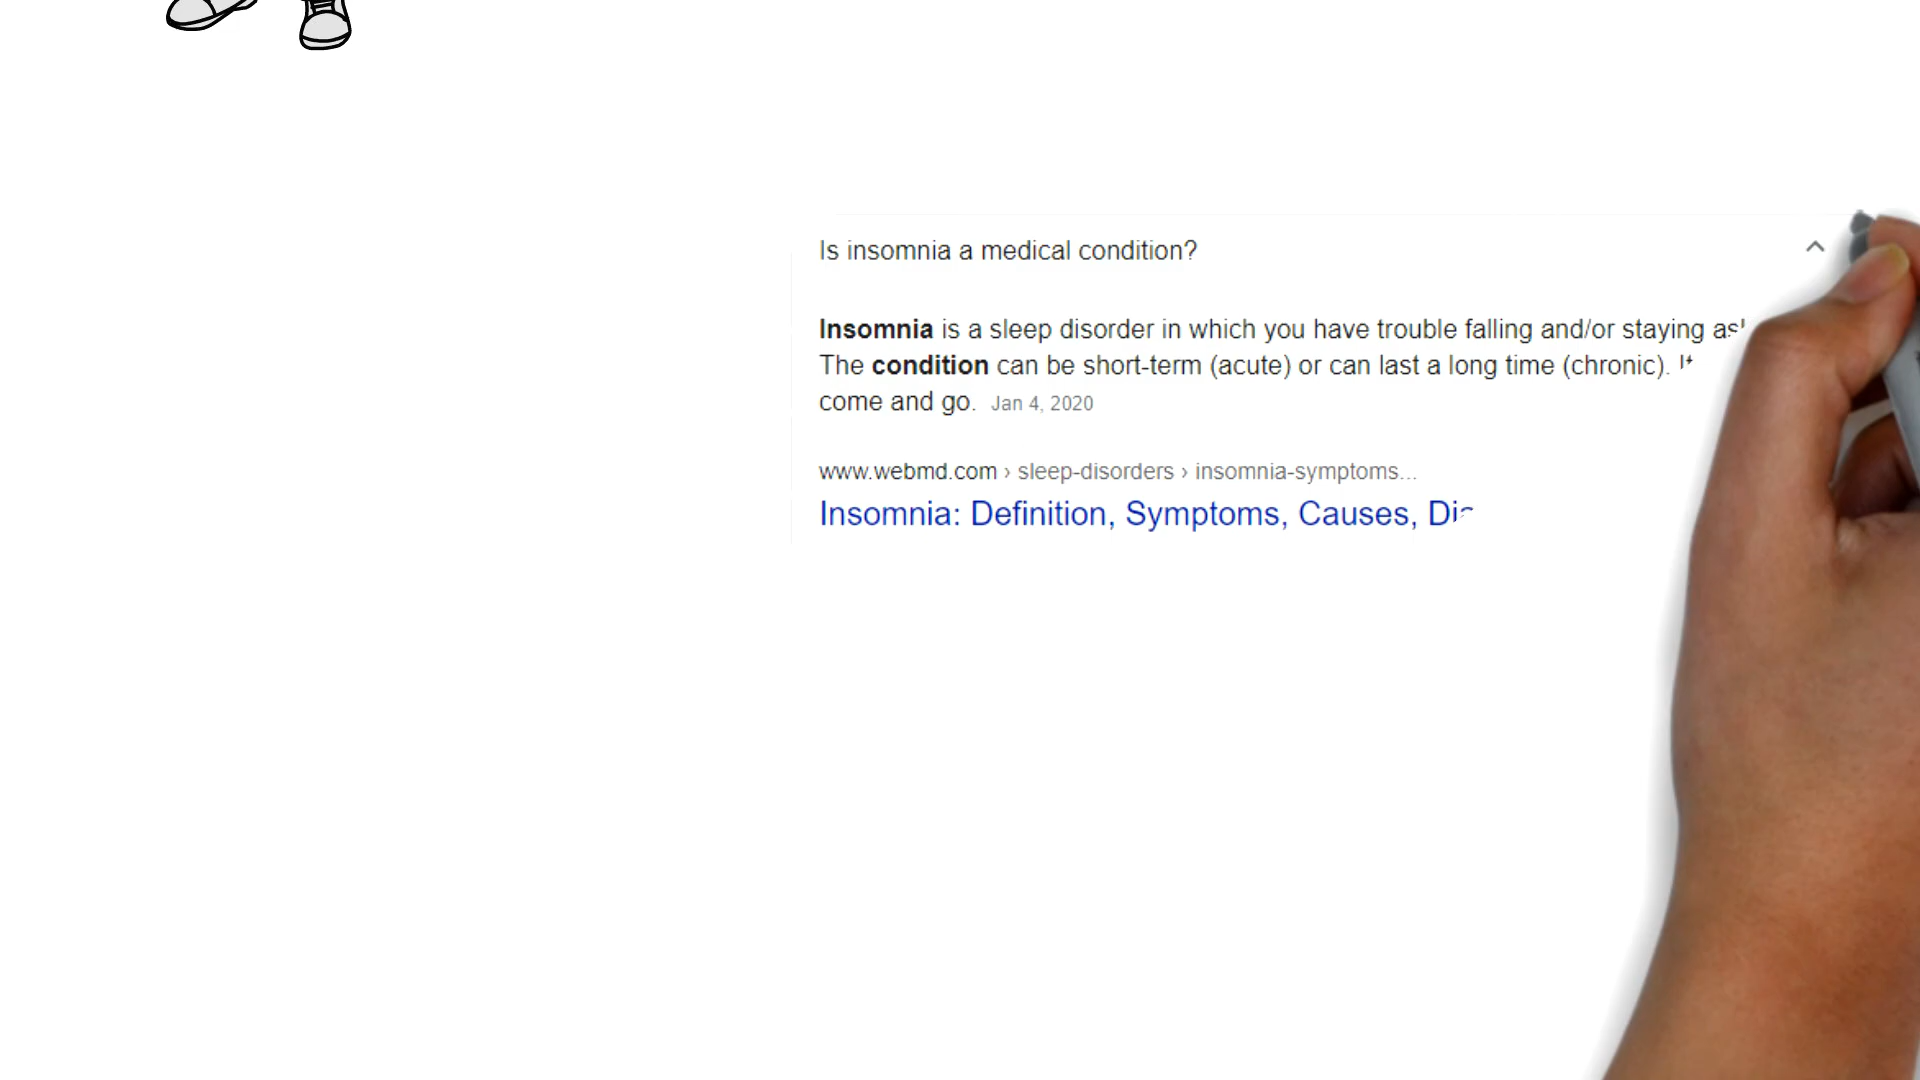 Is insomnia a medical condition?
Insomnia is a sleep disorder in which you have trouble falling and/or staying
The condition can be short-term (acute) or can last a long time (chronic).
come and go. Jan 4, 2020
www.webmd.com › sleep-disorders › insomnia-symptoms...
Insomnia: Definition, Symptoms, Causes,